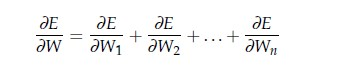 ∂E/∂W = ∂E/∂W₁ + ∂E/∂W₂ + ... + ∂E/∂Wₙ